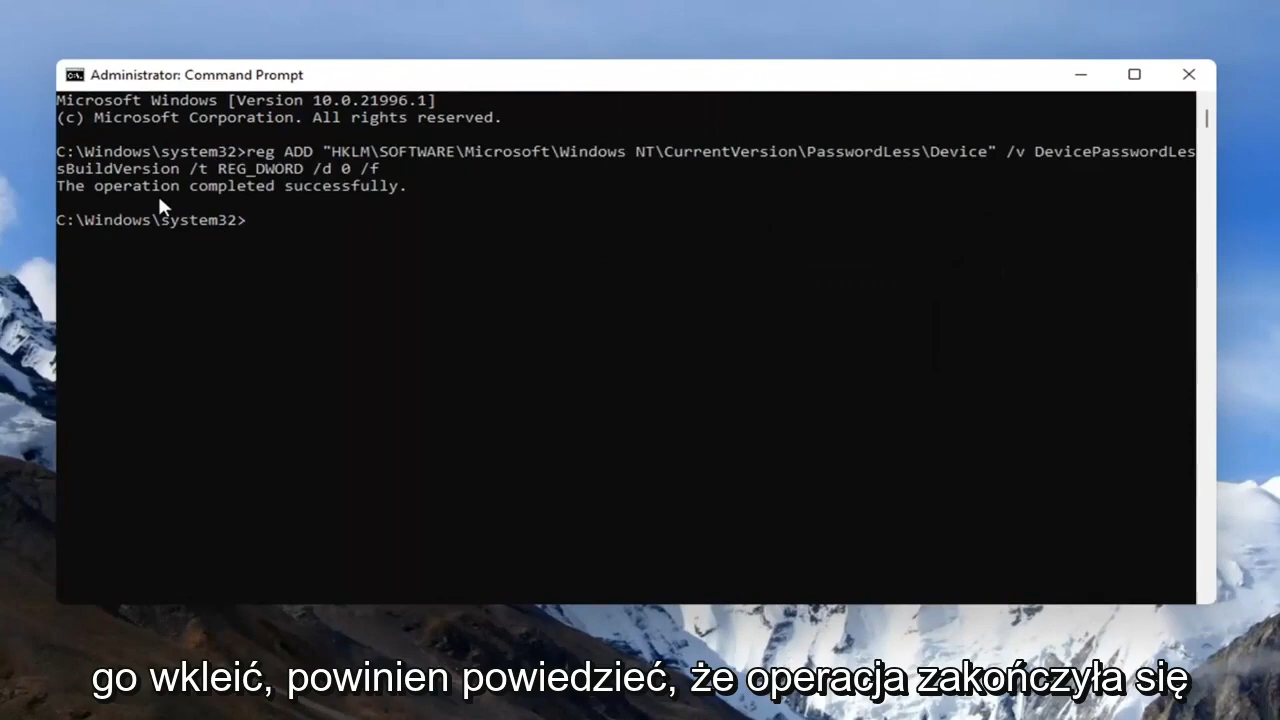 Administrator: Command Prompt
Microsoft Windows [Version 10.0.21996.1]
(c) Microsoft Corporation. All rights reserved.
C:\Windows\system32>reg ADD "HKLM\SOFTWARE\Microsoft\Windows NT\CurrentVersion\PasswordLess\Device" /v DevicePasswordLes
sBuildVersion /t REG_DWORD /d 0 /f
The operation completed successfully.
C:\Windows\system32>
go wkleić, powinien powiedzieć, że operacja zakończyła się